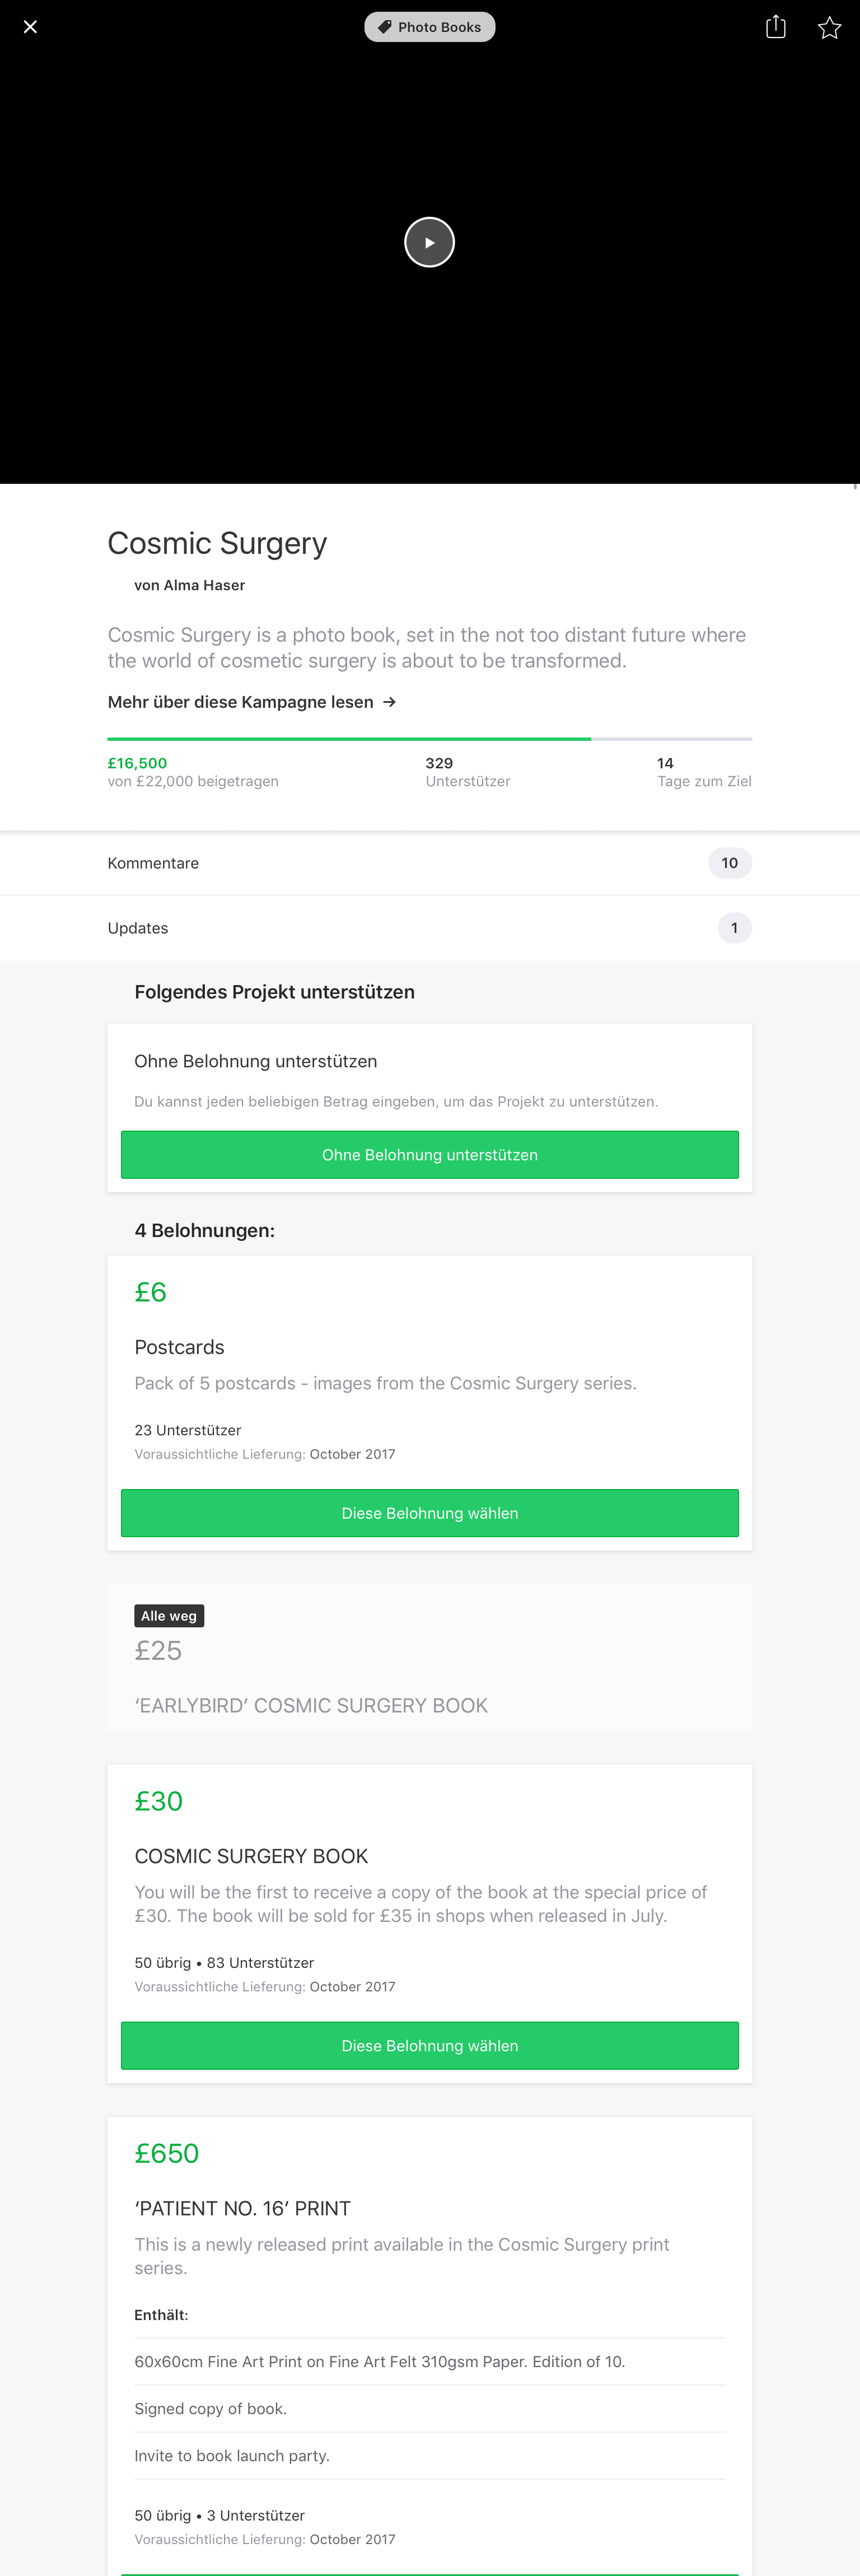 Photo Books
Cosmic Surgery
von Alma Haser
Cosmic Surgery is a photo book, set in the not too distant future where
the world of cosmetic surgery is about to be transformed.
Mehr über diese Kampagne lesen →
£16,500
von £22,000 beigetragen
329
Unterstützer
14
Tage zum Ziel
Kommentare
10
Updates
1
Folgendes Projekt unterstützen
Ohne Belohnung unterstützen
Du kannst jeden beliebigen Betrag eingeben, um das Projekt zu unterstützen.
Ohne Belohnung unterstützen
4 Belohnungen:
£6
Postcards
Pack of 5 postcards - images from the Cosmic Surgery series.
23 Unterstützer
Voraussichtliche Lieferung: October 2017
Diese Belohnung wählen
Alle weg
£25
‘EARLYBIRD’ COSMIC SURGERY BOOK
£30
COSMIC SURGERY BOOK
You will be the first to receive a copy of the book at the special price of
£30. The book will be sold for £35 in shops when released in July.
50 übrig • 83 Unterstützer
Voraussichtliche Lieferung: October 2017
Diese Belohnung wählen
£650
‘PATIENT NO. 16’ PRINT
This is a newly released print available in the Cosmic Surgery print
series.
Enthält:
60x60cm Fine Art Print on Fine Art Felt 310gsm Paper. Edition of 10.
Signed copy of book.
Invite to book launch party.
50 übrig • 3 Unterstützer
Voraussichtliche Lieferung: October 2017